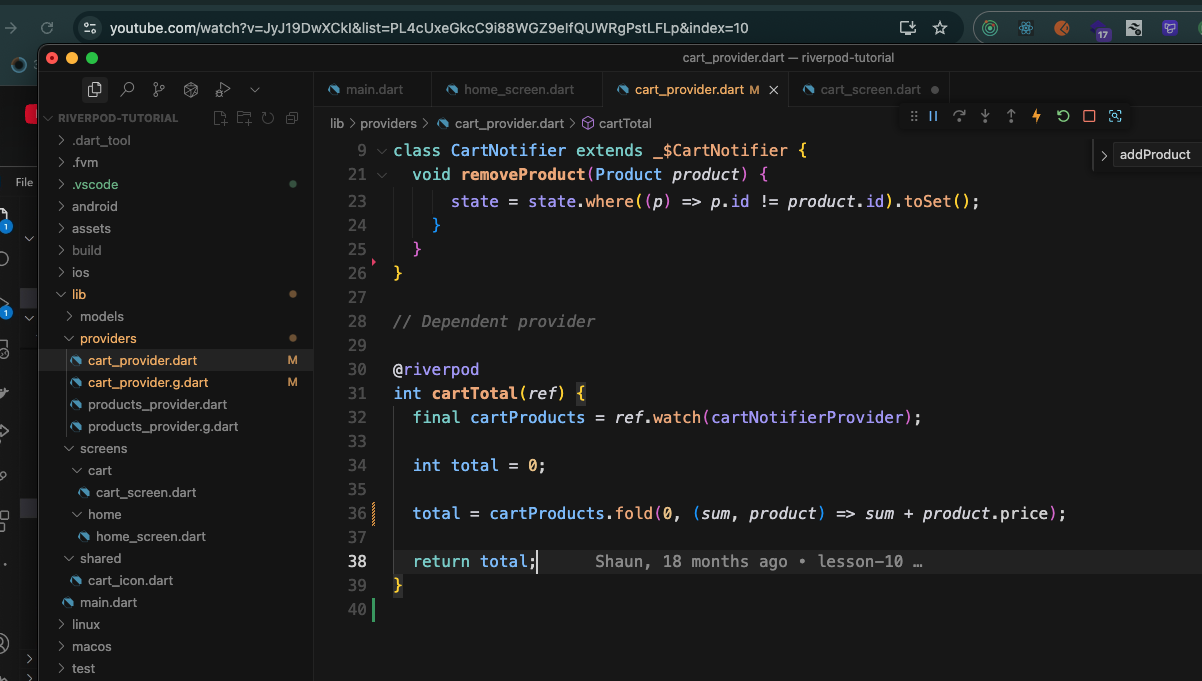 youtube.com/watch?v=JyJ19DwXCkI&list=PL4cUxeGkcC9i88WGZ9eIfQUWRgPstLFLp&index=10
17
cart_provider.dart — riverpod-tutorial
main.dart
home_screen.dart
cart_provider.dart M
cart_screen.dart
RIVERPOD-TUTORIAL
.dart_tool
.fvm
.vscode
android
assets
build
ios
lib
models
providers
cart_provider.dart M
cart_provider.g.dart M
products_provider.dart
products_provider.g.dart
screens
cart
cart_screen.dart
home
home_screen.dart
shared
cart_icon.dart
main.dart
linux
macos
test
File
1
1
lib > providers > cart_provider.dart > cartTotal
addProduct
9 class CartNotifier extends _$CartNotifier {
21 void removeProduct(Product product) {
23 state = state.where((p) => p.id != product.id).toSet();
24 }
25 }
26 }
27
28 // Dependent provider
29
30 @riverpod
31 int cartTotal(ref) {
32 final cartProducts = ref.watch(cartNotifierProvider);
33
34 int total = 0;
35
36 total = cartProducts.fold(0, (sum, product) => sum + product.price);
37
38 return total; Shaun, 18 months ago • lesson-10 …
39 }
40